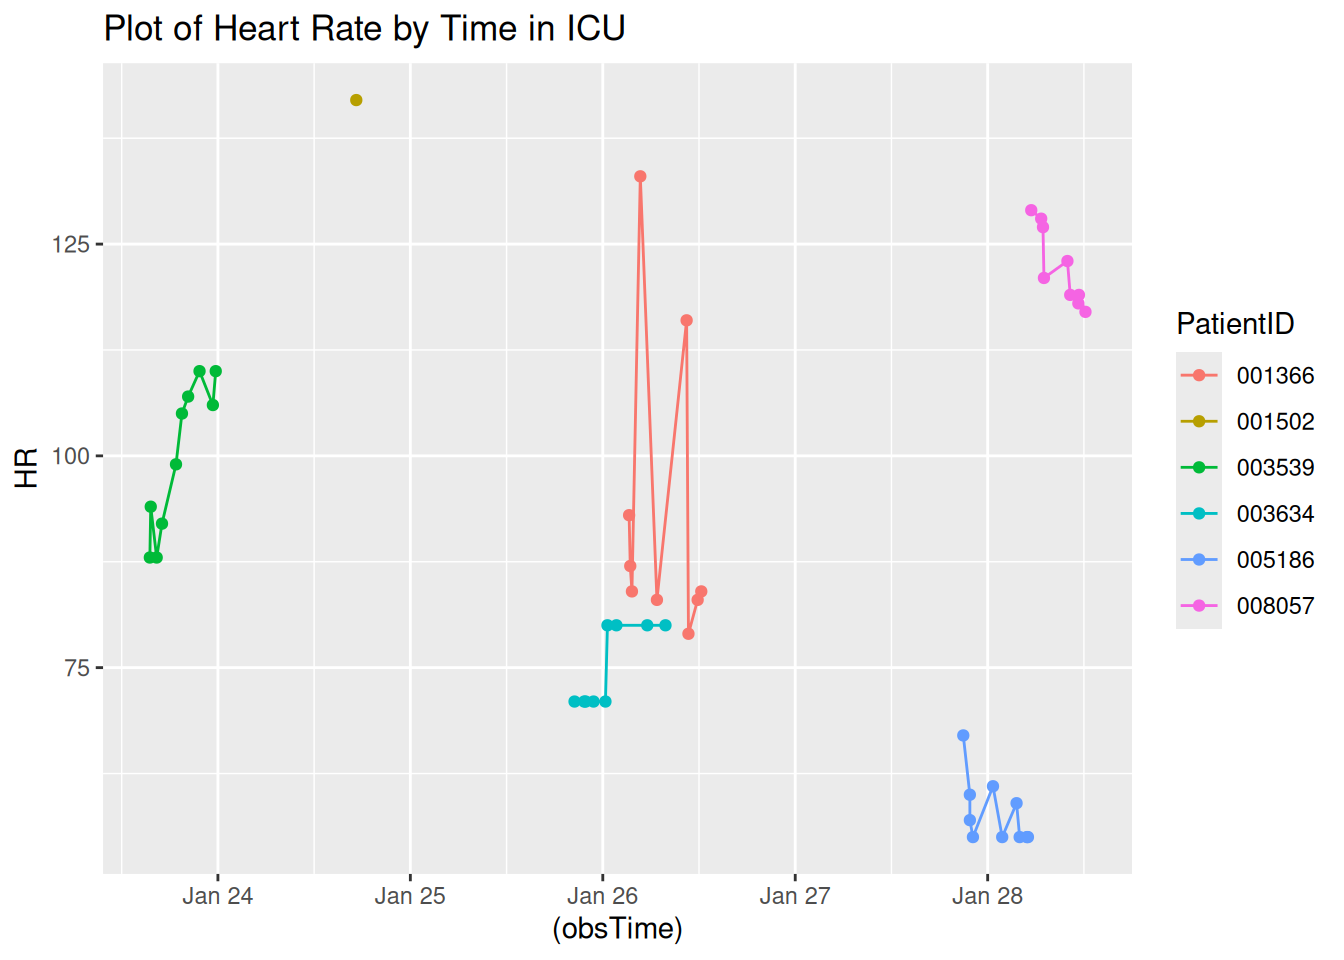 Plot of Heart Rate by Time in ICU
125
100
75
HR
Jan 24
Jan 25
Jan 26
Jan 27
Jan 28
(obsTime)
PatientID
001366
001502
003539
003634
005186
008057